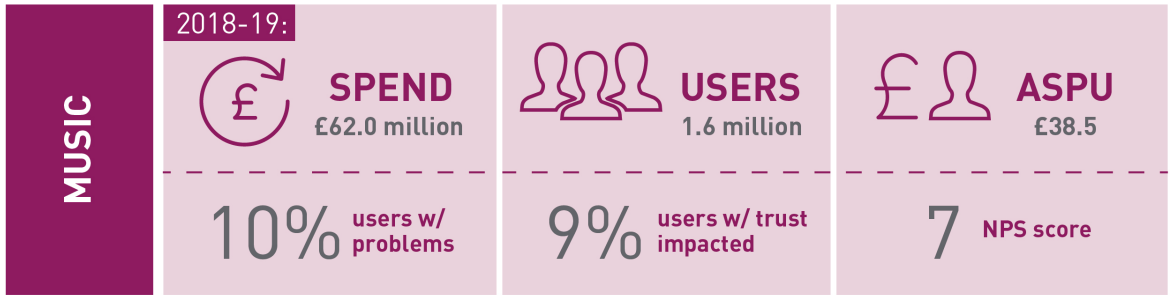 MUSIC
2018-19:
£
SPEND
£62.0 million
USERS
1.6 million
£
ASPU
£38.5
10%
users w/
problems
9%
users w/ trust
impacted
7
NPS score